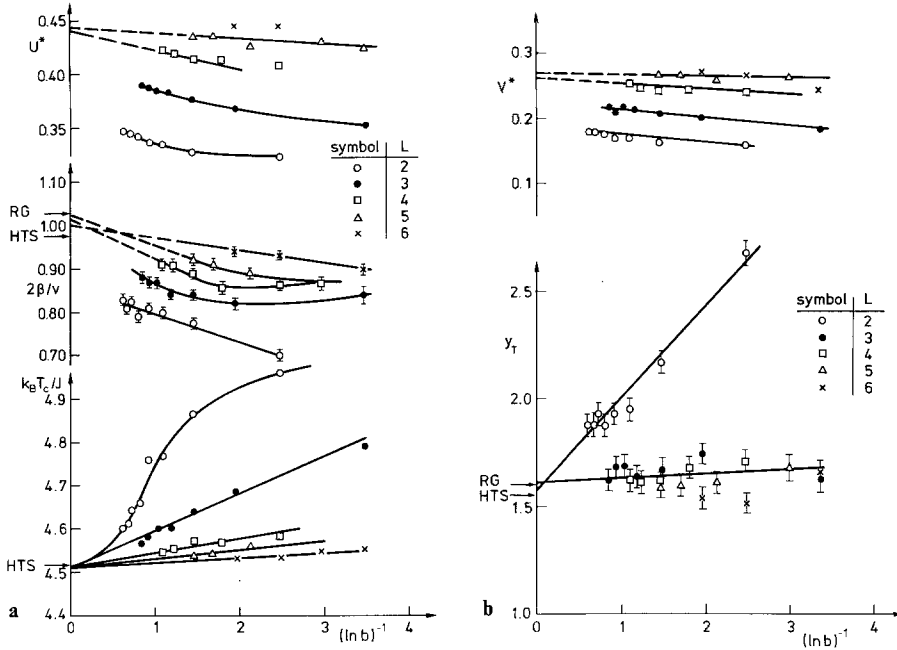 0.45
U*
0.40
0.35
symbol L
2
3
4
5
6
1.10
RG
1.00
HTS
0.90
2β/ν
0.80
0.70
k_BT_c/J
4.9
4.8
4.7
4.6
HTS
4.5
4.4
0 1 2 3 4
a
(ln b)⁻¹
0.3
V*
0.2
0.1
y_T
2.5
symbol L
2
3
4
5
6
2.0
RG
HTS
1.5
1.0
0 1 2 3 4
b
(ln b)⁻¹